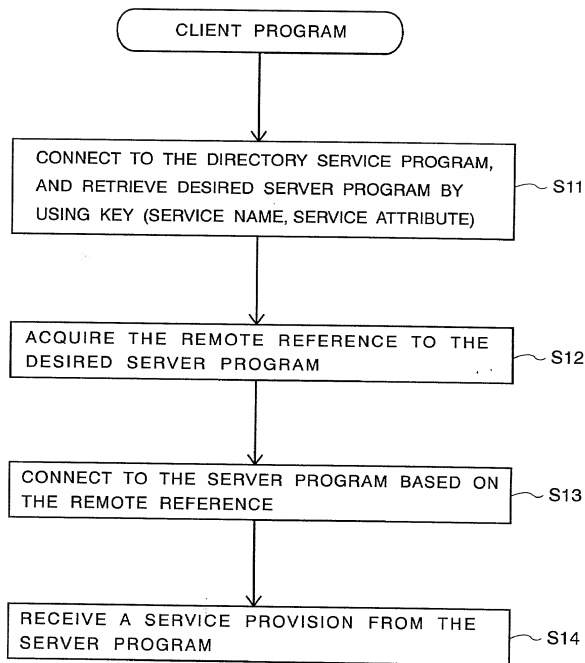 CLIENT PROGRAM
CONNECT TO THE DIRECTORY SERVICE PROGRAM,
AND RETRIEVE DESIRED SERVER PROGRAM BY
USING KEY (SERVICE NAME, SERVICE ATTRIBUTE)
S11
ACQUIRE THE REMOTE REFERENCE TO THE
DESIRED SERVER PROGRAM
S12
CONNECT TO THE SERVER PROGRAM BASED ON
THE REMOTE REFERENCE
S13
RECEIVE A SERVICE PROVISION FROM THE
SERVER PROGRAM
S14